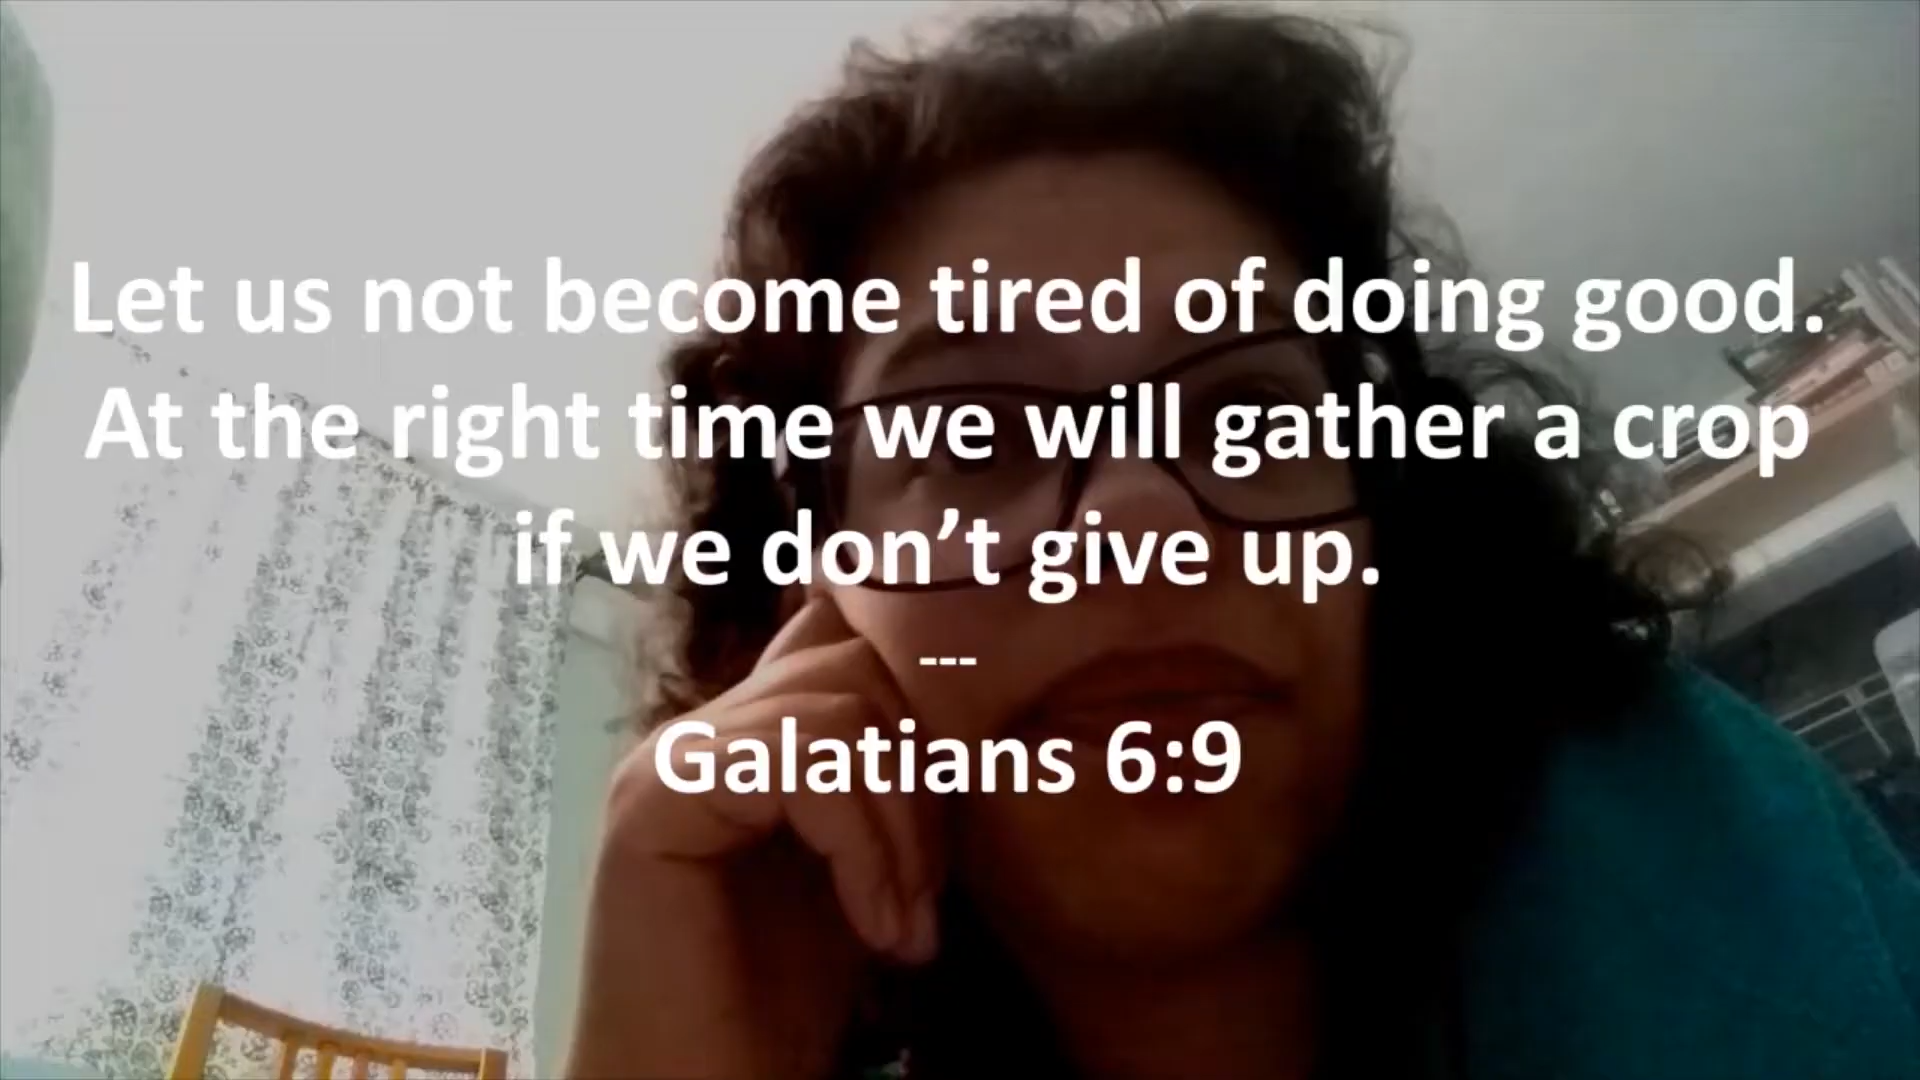 Let us not become tired of doing good.
At the right time we will gather a crop
if we don’t give up.
---
Galatians 6:9